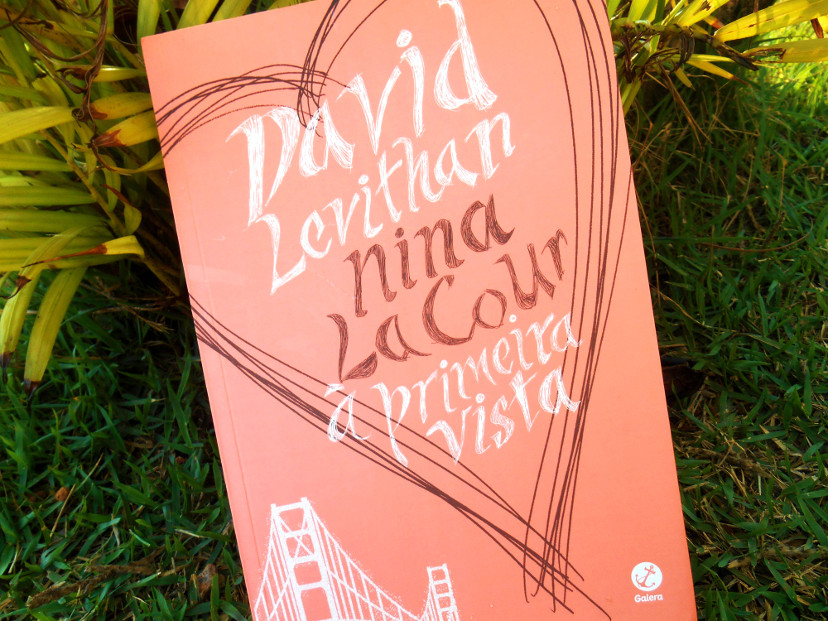 David
Levithan
nina
LaCour
à primeira
vista
Galera